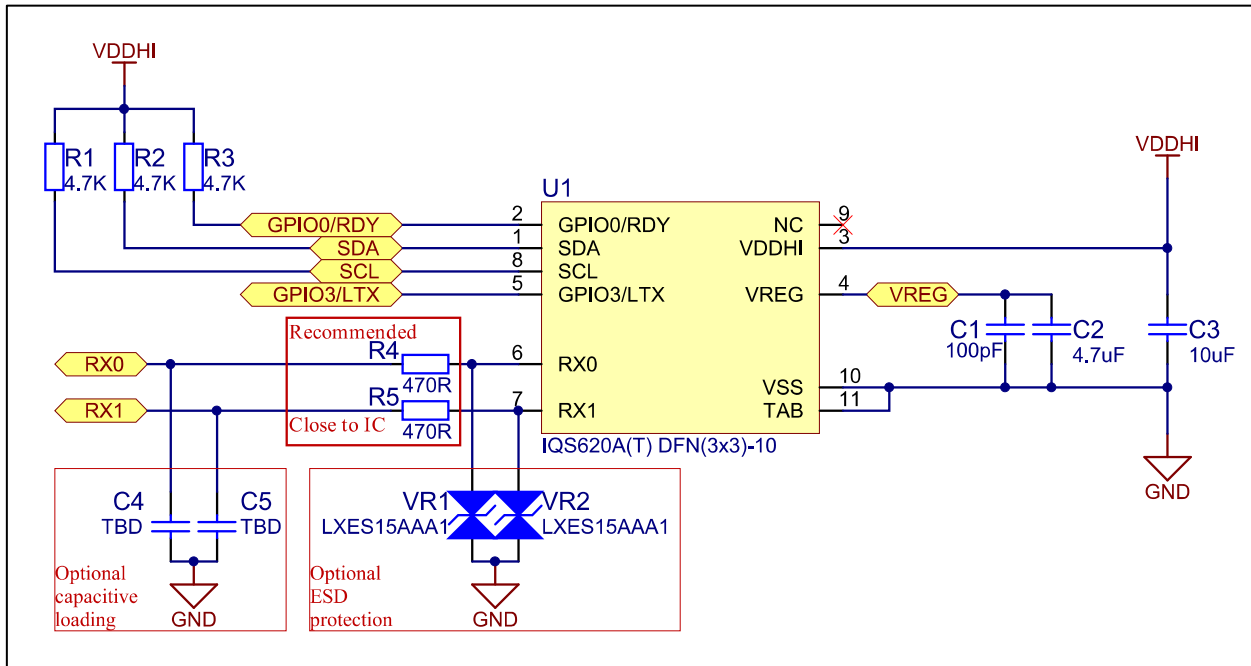 VDDHI
R1
4.7K
R2
4.7K
R3
4.7K
VDDHI
U1
GPIO0/RDY
2
GPIO0/RDY
SDA
1
SDA
SCL
8
SCL
GPIO3/LTX
5
GPIO3/LTX
NC
9
VDDHI
3
VREG
4
VREG
C1
100pF
C2
4.7uF
C3
10uF
Recommended
R4
470R
RX0
6
RX0
R5
470R
RX1
7
RX1
Close to IC
VSS
10
TAB
11
IQS620A(T) DFN(3x3)-10
GND
C4
TBD
C5
TBD
Optional
capacitive
loading
GND
VR1
LXES15AAA1
VR2
LXES15AAA1
Optional
ESD
protection
GND